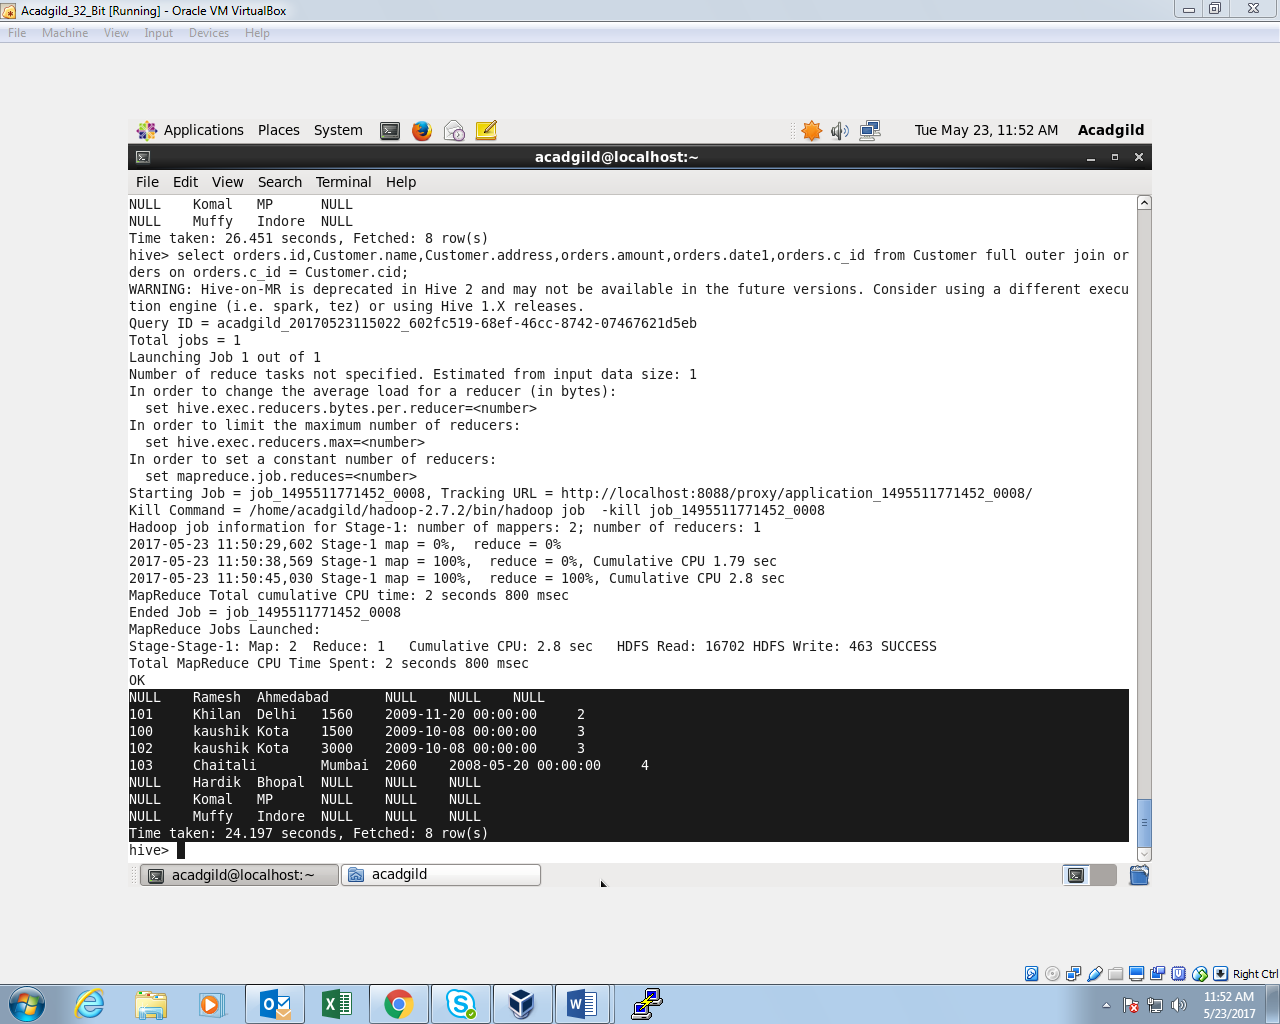 Acadgild_32_Bit [Running] - Oracle VM VirtualBox
File Machine View Input Devices Help
Applications Places System Tue May 23, 11:52 AM Acadgild
acadgild@localhost:~
File Edit View Search Terminal Help
NULL Komal MP NULL
NULL Muffy Indore NULL
Time taken: 26.451 seconds, Fetched: 8 row(s)
hive> select orders.id,Customer.name,Customer.address,orders.amount,orders.date1,orders.c_id from Customer full outer join or
ders on orders.c_id = Customer.cid;
WARNING: Hive-on-MR is deprecated in Hive 2 and may not be available in the future versions. Consider using a different execu
tion engine (i.e. spark, tez) or using Hive 1.X releases.
Query ID = acadgild_20170523115022_602fc519-68ef-46cc-8742-07467621d5eb
Total jobs = 1
Launching Job 1 out of 1
Number of reduce tasks not specified. Estimated from input data size: 1
In order to change the average load for a reducer (in bytes):
  set hive.exec.reducers.bytes.per.reducer=<number>
In order to limit the maximum number of reducers:
  set hive.exec.reducers.max=<number>
In order to set a constant number of reducers:
  set mapreduce.job.reduces=<number>
Starting Job = job_1495511771452_0008, Tracking URL = http://localhost:8088/proxy/application_1495511771452_0008/
Kill Command = /home/acadgild/hadoop-2.7.2/bin/hadoop job  -kill job_1495511771452_0008
Hadoop job information for Stage-1: number of mappers: 2; number of reducers: 1
2017-05-23 11:50:29,602 Stage-1 map = 0%,  reduce = 0%
2017-05-23 11:50:38,569 Stage-1 map = 100%,  reduce = 0%, Cumulative CPU 1.79 sec
2017-05-23 11:50:45,030 Stage-1 map = 100%,  reduce = 100%, Cumulative CPU 2.8 sec
MapReduce Total cumulative CPU time: 2 seconds 800 msec
Ended Job = job_1495511771452_0008
MapReduce Jobs Launched:
Stage-Stage-1: Map: 2  Reduce: 1   Cumulative CPU: 2.8 sec   HDFS Read: 16702 HDFS Write: 463 SUCCESS
Total MapReduce CPU Time Spent: 2 seconds 800 msec
OK
NULL Ramesh Ahmedabad NULL NULL NULL
101 Khilan Delhi 1560 2009-11-20 00:00:00 2
100 kaushik Kota 1500 2009-10-08 00:00:00 3
102 kaushik Kota 3000 2009-10-08 00:00:00 3
103 Chaitali Mumbai 2060 2008-05-20 00:00:00 4
NULL Hardik Bhopal NULL NULL NULL
NULL Komal MP NULL NULL NULL
NULL Muffy Indore NULL NULL NULL
Time taken: 24.197 seconds, Fetched: 8 row(s)
hive>
acadgild@localhost:~ acadgild
Right Ctrl
11:52 AM
5/23/2017